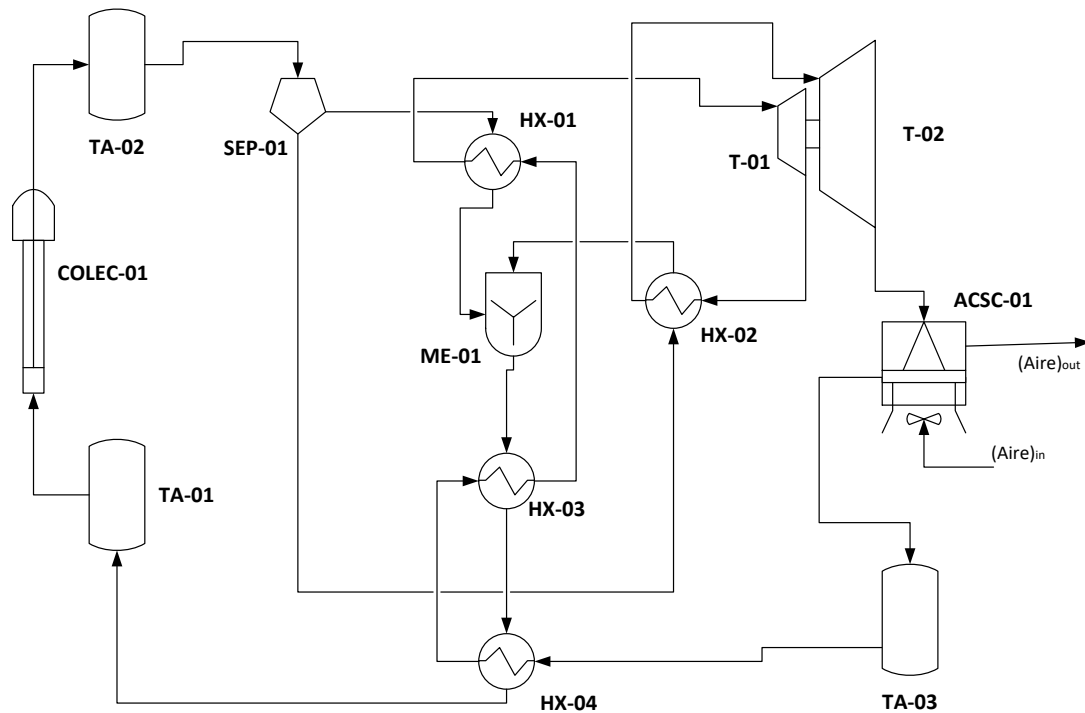 TA-02
SEP-01
HX-01
T-01
T-02
COLEC-01
ME-01
HX-02
ACSC-01
(Aire)out
(Aire)in
TA-01
HX-03
HX-04
TA-03